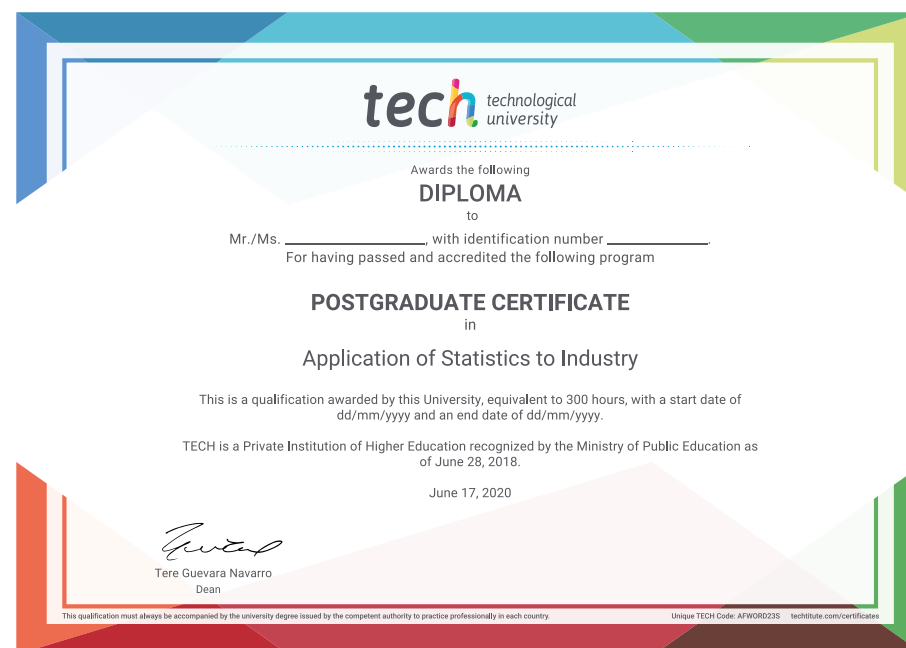 tech technological
university
Awards the following
DIPLOMA
to
Mr./Ms. ____________, with identification number _________.
For having passed and accredited the following program
POSTGRADUATE CERTIFICATE
in
Application of Statistics to Industry
This is a qualification awarded by this University, equivalent to 300 hours, with a start date of
dd/mm/yyyy and an end date of dd/mm/yyyy.
TECH is a Private Institution of Higher Education recognized by the Ministry of Public Education as
of June 28, 2018.
June 17, 2020
Tere Guevara Navarro
Dean
This qualification must always be accompanied by the university degree issued by the competent authority to practice professionally in each country. Unique TECH Code: AFWORD23S techtitute.com/certificates